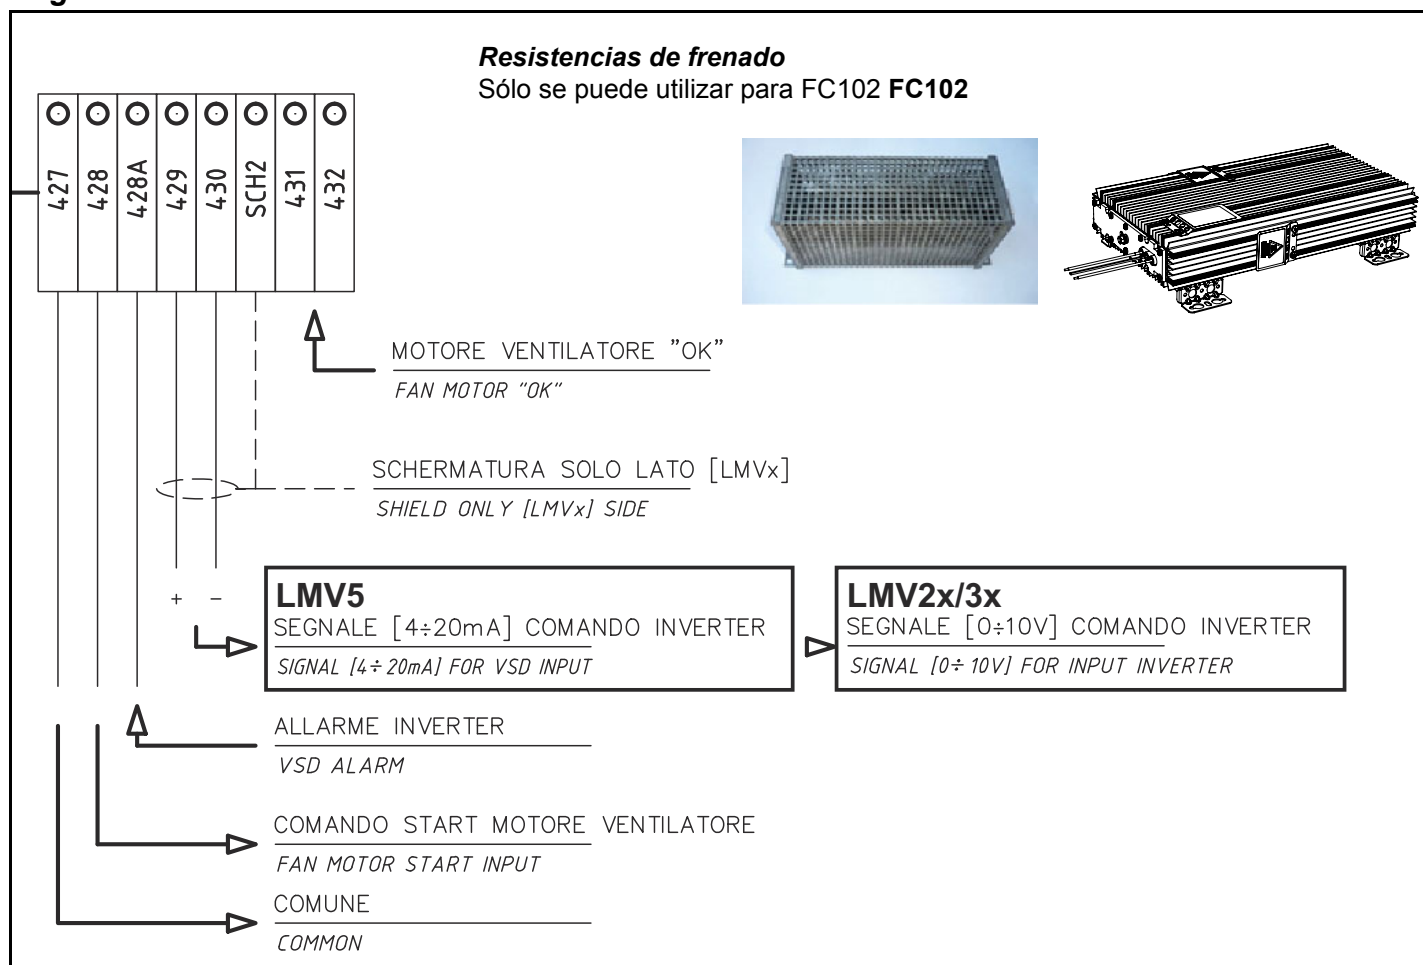 Resistencias de frenado
Sólo se puede utilizar para FC102 FC102
427
428
428A
429
430
SCH2
431
432
MOTORE VENTILATORE ”OK”
FAN MOTOR "OK"
SCHERMATURA SOLO LATO [LMVx]
SHIELD ONLY [LMVx] SIDE
+ −
LMV5
SEGNALE [4÷20mA] COMANDO INVERTER
SIGNAL [4÷20mA] FOR VSD INPUT
LMV2x/3x
SEGNALE [0÷10V] COMANDO INVERTER
SIGNAL [0÷10V] FOR INPUT INVERTER
ALLARME INVERTER
VSD ALARM
COMANDO START MOTORE VENTILATORE
FAN MOTOR START INPUT
COMUNE
COMMON